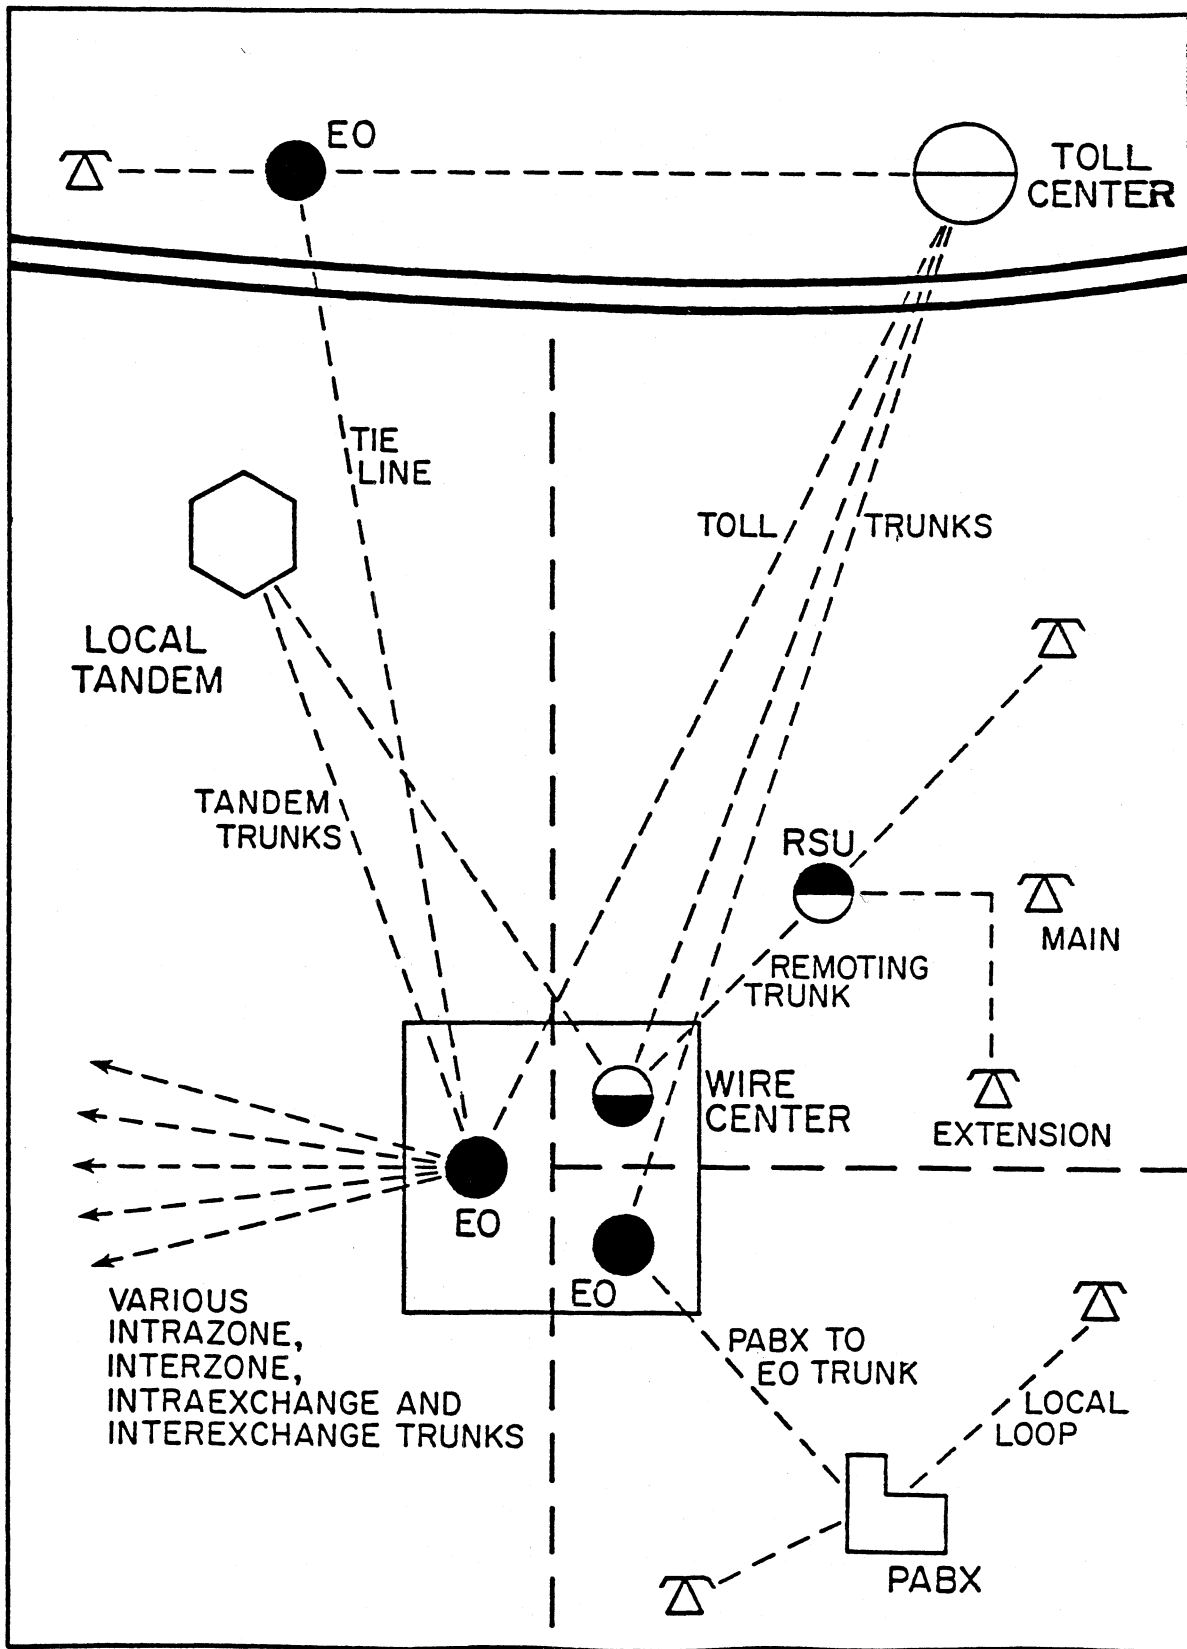 EO
TOLL
CENTER
TIE
LINE
TOLL
TRUNKS
LOCAL
TANDEM
TANDEM
TRUNKS
RSU
MAIN
REMOTING
TRUNK
WIRE
CENTER
EXTENSION
EO
EO
VARIOUS
INTRAZONE,
INTERZONE,
INTRAEXCHANGE AND
INTEREXCHANGE TRUNKS
PABX TO
EO TRUNK
LOCAL
LOOP
PABX